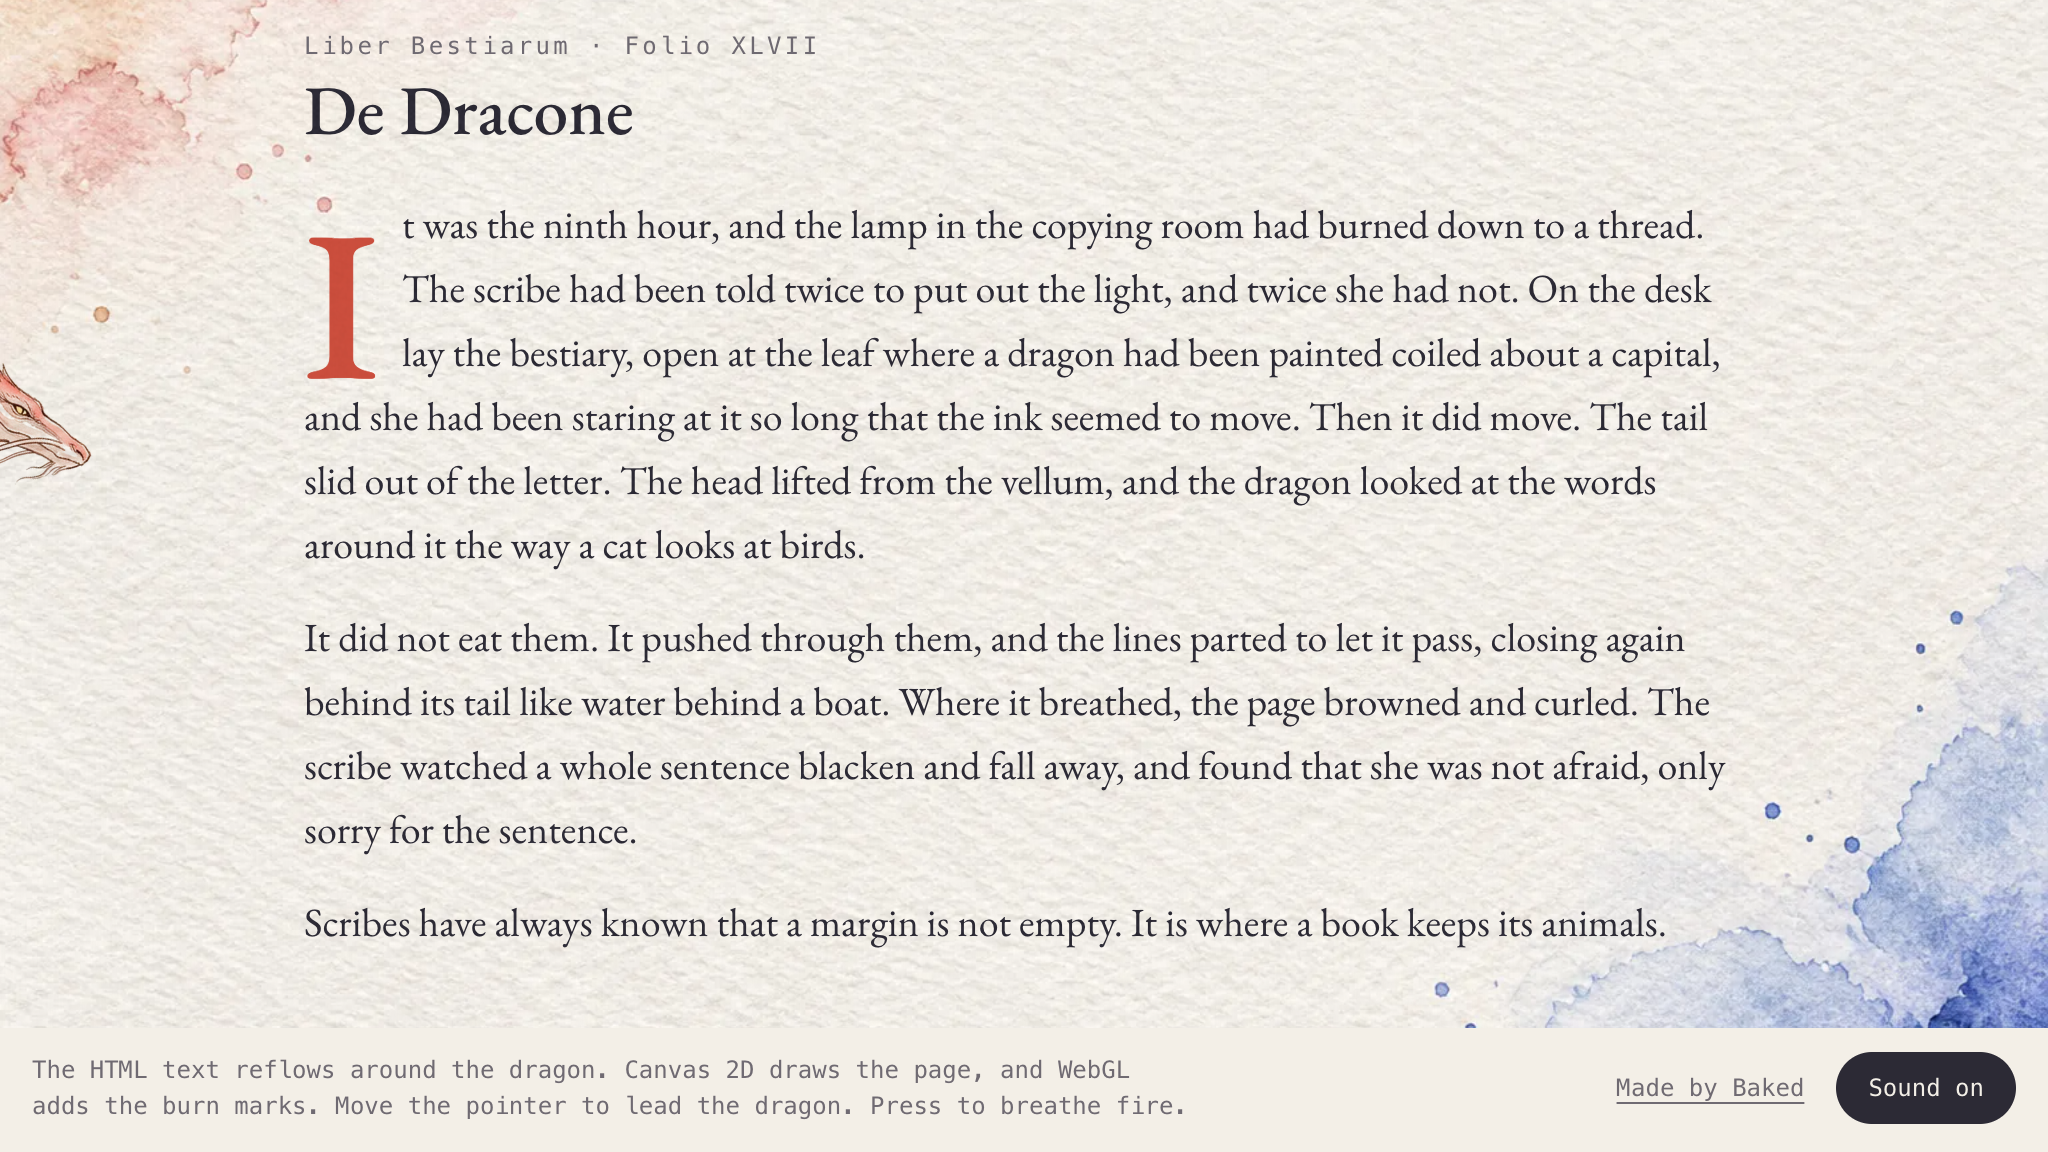 Liber Bestiarum · Folio XLVII
De Dracone
It was the ninth hour, and the lamp in the copying room had burned down to a thread.
The scribe had been told twice to put out the light, and twice she had not. On the desk
lay the bestiary, open at the leaf where a dragon had been painted coiled about a capital,
and she had been staring at it so long that the ink seemed to move. Then it did move. The tail
slid out of the letter. The head lifted from the vellum, and the dragon looked at the words
around it the way a cat looks at birds.
It did not eat them. It pushed through them, and the lines parted to let it pass, closing again
behind its tail like water behind a boat. Where it breathed, the page browned and curled. The
scribe watched a whole sentence blacken and fall away, and found that she was not afraid, only
sorry for the sentence.
Scribes have always known that a margin is not empty. It is where a book keeps its animals.
The HTML text reflows around the dragon. Canvas 2D draws the page, and WebGL
adds the burn marks. Move the pointer to lead the dragon. Press to breathe fire.
Made by Baked
Sound on